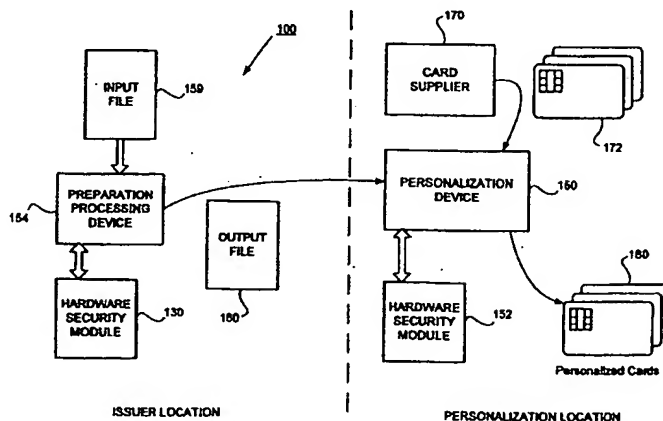 100
INPUT
FILE
159
PREPARATION
PROCESSING
DEVICE
154
OUTPUT
FILE
160
HARDWARE
SECURITY
MODULE
130
ISSUER LOCATION
170
CARD
SUPPLIER
172
PERSONALIZATION
DEVICE
150
HARDWARE
SECURITY
MODULE
152
180
Personalized Cards
PERSONALIZATION LOCATION